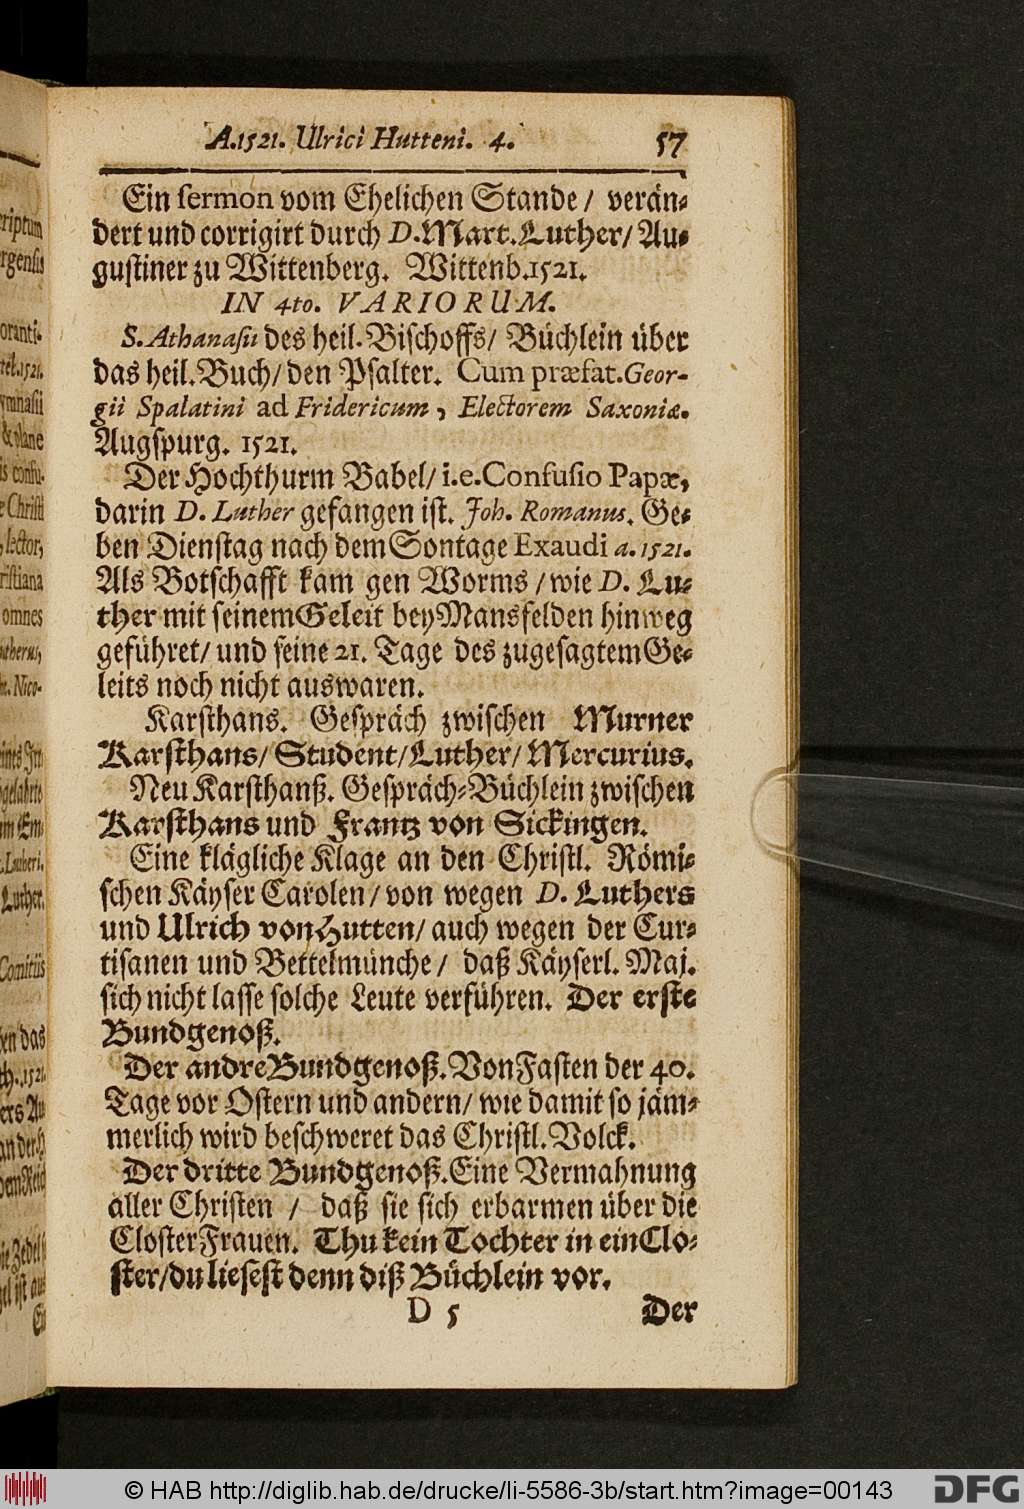 A. 1521. Ulrici Hutteni. 4. 57
Ein sermon vom Ehelichen Stande / verän-
dert und corrigirt durch D. Mart. Luther / Au-
gustiner zu Wittenberg. Wittenb. 1521.
IN 4to. VARIORUM.
S. Athanasii des heil. Bischoffs / Büchlein über
das heil. Buch / den Psalter. Cum præfat. Geor-
gii Spalatini ad Fridericum, Electorem Saxoniæ.
Augspurg. 1521.
Der Hochthurm Babel / i.e. Confusio Papæ,
darin D. Luther gefangen ist. Joh. Romanus. Ge-
ben Dienstag nach dem Sontage Exaudi a. 1521.
Als Botschafft kam gen Worms / wie D. Lu-
ther mit seinem Geleit bey Mansfelden hinweg
geführet / und seine 21. Tage des zugesagtem Ge-
leits noch nicht auswaren.
Karsthans. Gespräch zwischen Murner
Karsthans / Student / Luther / Mercurius.
Neu Karsthanß. Gespräch-Büchlein zwischen
Karsthans und Frantz von Sickingen.
Eine klägliche Klage an den Christl. Römi-
schen Käyser Carolen / von wegen D. Luthers
und Ulrich von Hutten / auch wegen der Cur-
tisanen und Bettelmünche / daß Käyserl. Maj.
sich nicht lasse solche Leute verführen. Der erste
Bundgenoß.
Der andre Bundgenoß. Von Fasten der 40.
Tage vor Ostern und andern / wie damit so jäm-
merlich wird beschweret das Christl. Volck.
Der dritte Bundgenoß. Eine Vermahnung
aller Christen / daß sie sich erbarmen über die
Closter Frauen. Thu kein Tochter in ein Clo-
ster / du liesest denn diß Büchlein vor.
D 5 Der
© HAB http://diglib.hab.de/drucke/li-5586-3b/start.htm?image=00143
DFG